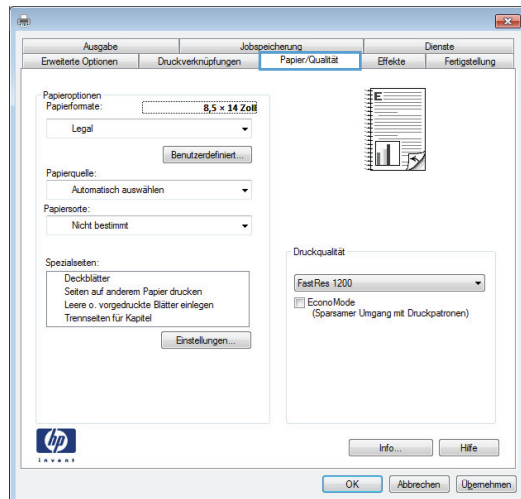 Ausgabe
Jobspeicherung
Dienste
Erweiterte Optionen
Druckverknüpfungen
Papier/Qualität
Effekte
Fertigstellung
Papieroptionen
Papierformate:
8,5 × 14 Zoll
Legal
Benutzerdefiniert...
Papierquelle:
Automatisch auswählen
Papiersorte:
Nicht bestimmt
Spezialseiten:
Deckblätter
Seiten auf anderem Papier drucken
Leere o. vorgedruckte Blätter einlegen
Trennseiten für Kapitel
Einstellungen...
E
Druckqualität
FastRes 1200
EconoMode
(Sparsamer Umgang mit Druckpatronen)
hp
invent
Info...
Hilfe
OK
Abbrechen
Übernehmen